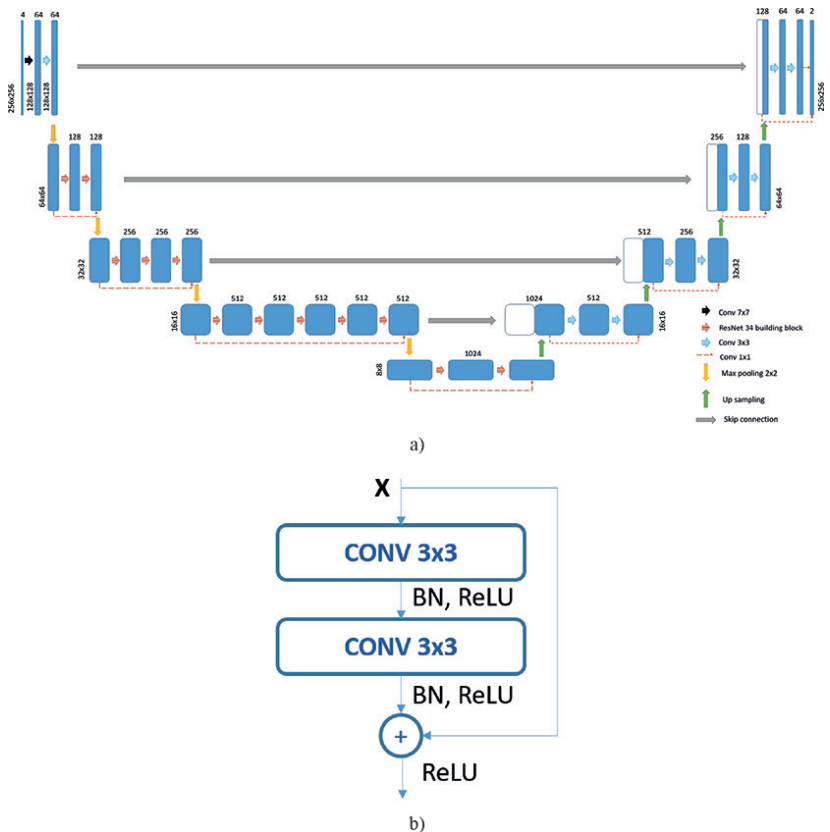 4 64 64
256x256
128x128
128x128
128 64 64 2
256x256
128 128
64x64
256 128
64x64
256 256 256
32x32
512 256
32x32
512 512 512 512 512
16x16
1024 512
16x16
1024
8x8
Conv 7x7
ResNet 34 building block
Conv 3x3
Conv 1x1
Max pooling 2x2
Up sampling
Skip connection
a)
X
CONV 3x3
BN, ReLU
CONV 3x3
BN, ReLU
+
ReLU
b)